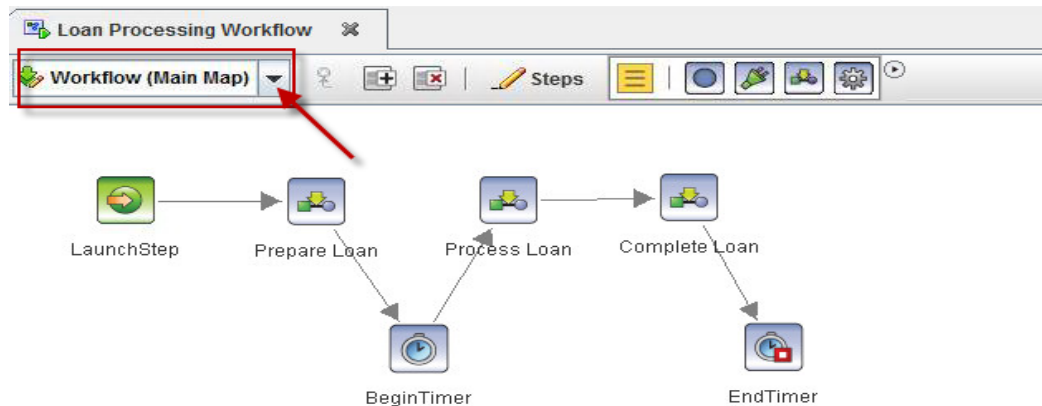 Loan Processing Workflow
Workflow (Main Map) Steps
LaunchStep Prepare Loan Process Loan Complete Loan
BeginTimer EndTimer